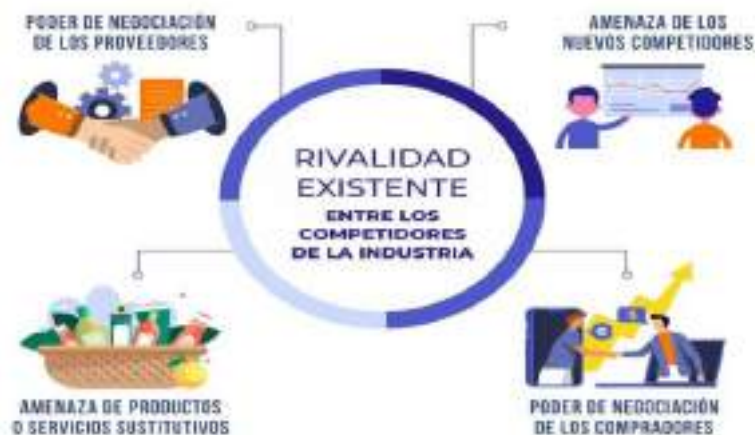 PODER DE NEGOCIACIÓN
DE LOS PROVEEDORES
AMENAZA DE LOS
NUEVOS COMPETIDORES
RIVALIDAD
EXISTENTE
ENTRE LOS
COMPETIDORES
DE LA INDUSTRIA
AMENAZA DE PRODUCTOS
O SERVICIOS SUSTITUTIVOS
PODER DE NEGOCIACIÓN
DE LOS COMPRADORES